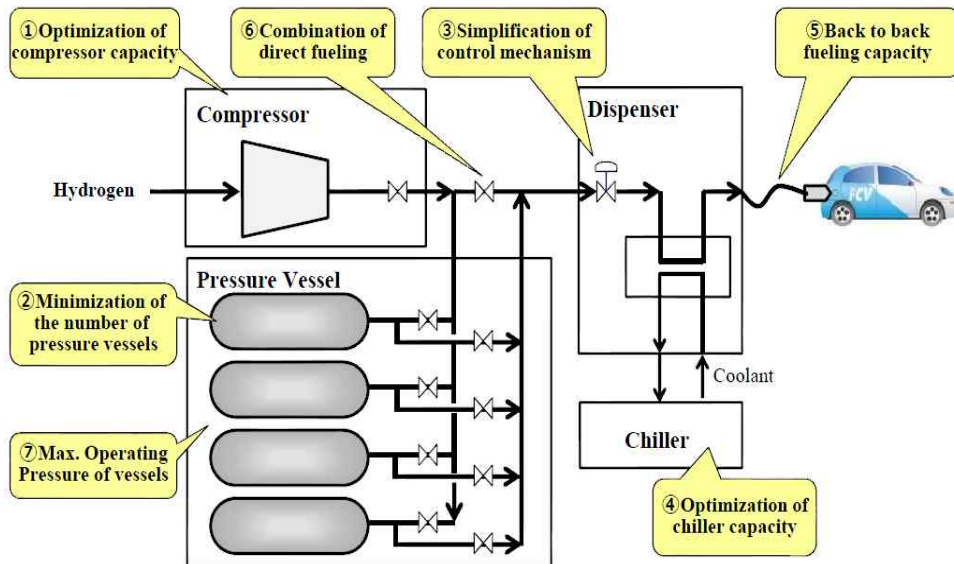 ①Optimization of
compressor capacity
⑥Combination of
direct fueling
③Simplification of
control mechanism
⑤Back to back
fueling capacity
Compressor
Dispenser
Hydrogen
FCV
Pressure Vessel
②Minimization of
the number of
pressure vessels
Coolant
Chiller
⑦Max. Operating
Pressure of vessels
④Optimization of
chiller capacity